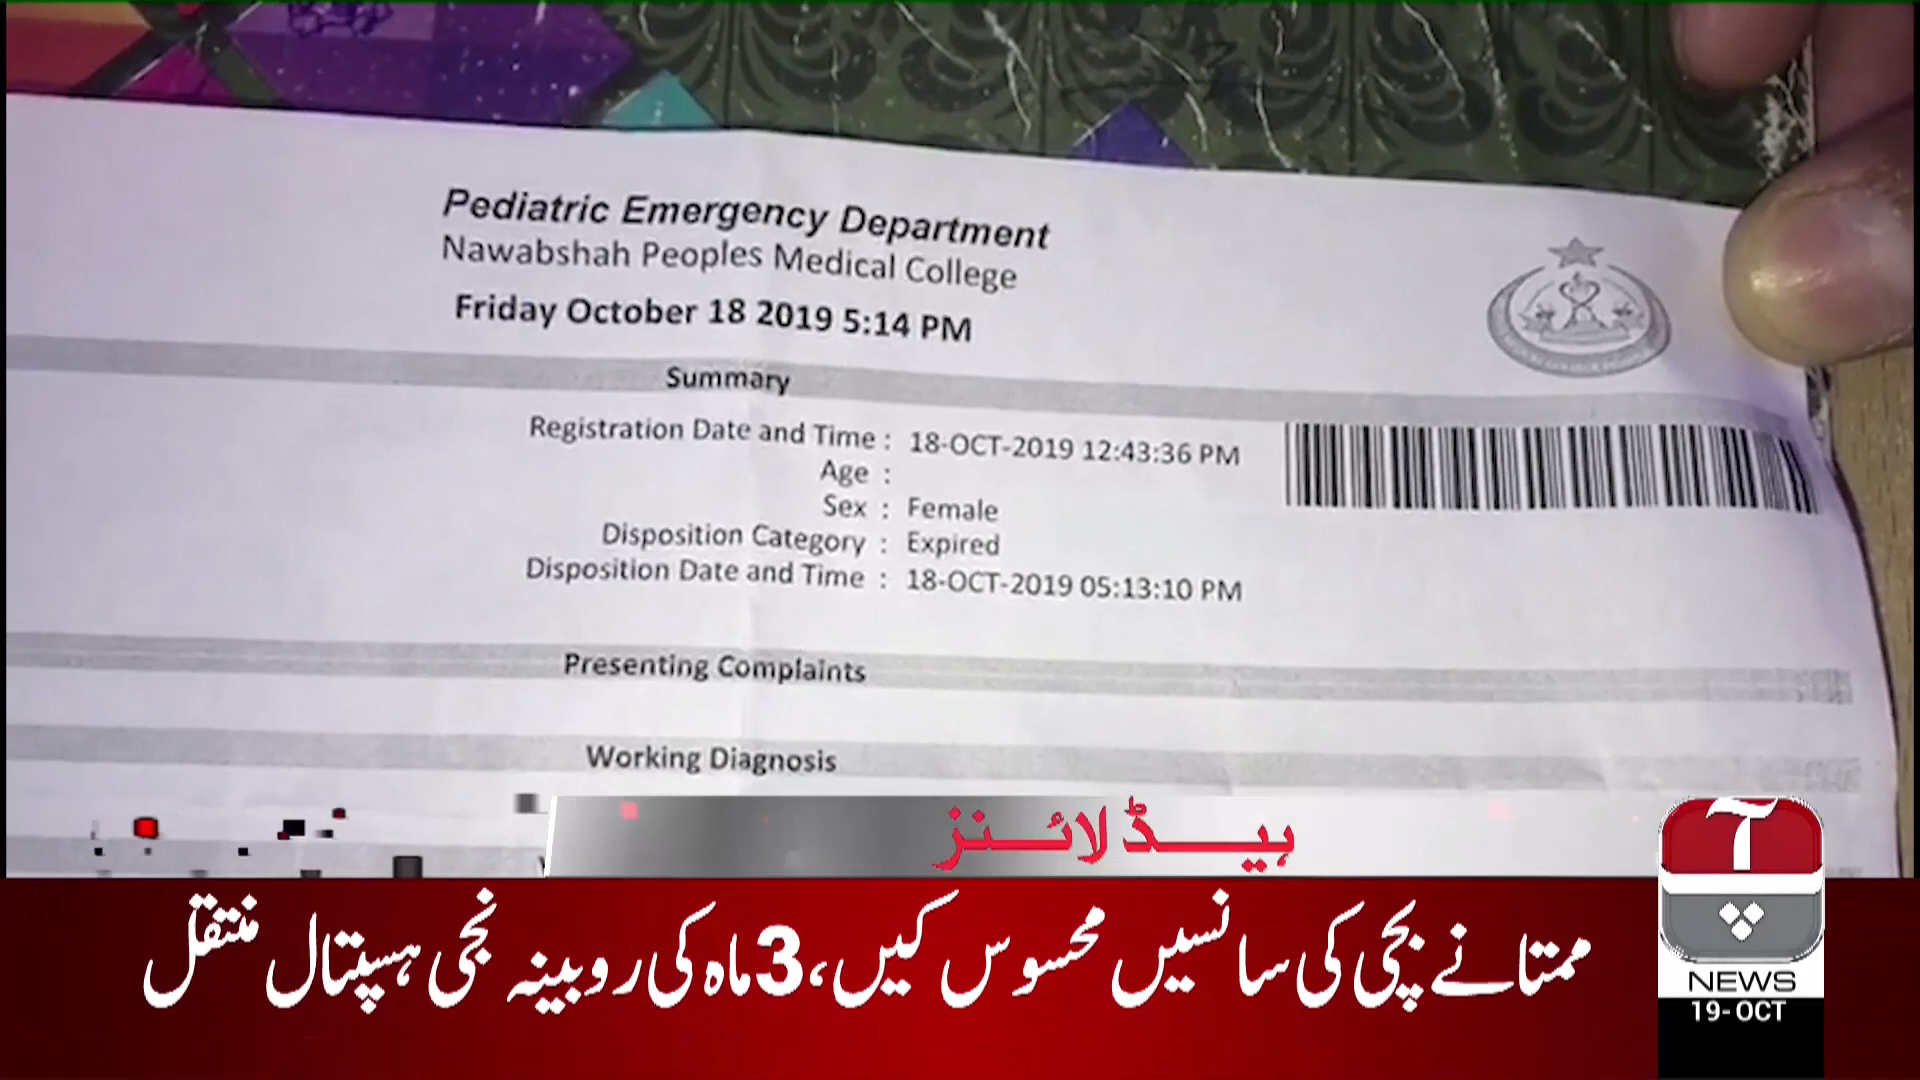 Pediatric Emergency Department
Nawabshah Peoples Medical College
Friday October 18 2019 5:14 PM
Summary
Registration Date and Time : 18-OCT-2019 12:43:36 PM
Age :
Sex : Female
Disposition Category : Expired
Disposition Date and Time : 18-OCT-2019 05:13:10 PM
Presenting Complaints
Working Diagnosis
ہیڈ لائنز
ممتا نے بچی کی سانسیں محسوس کیں، 3 ماہ کی روبینہ نجی ہسپتال منتقل
آپ
NEWS
19- OCT